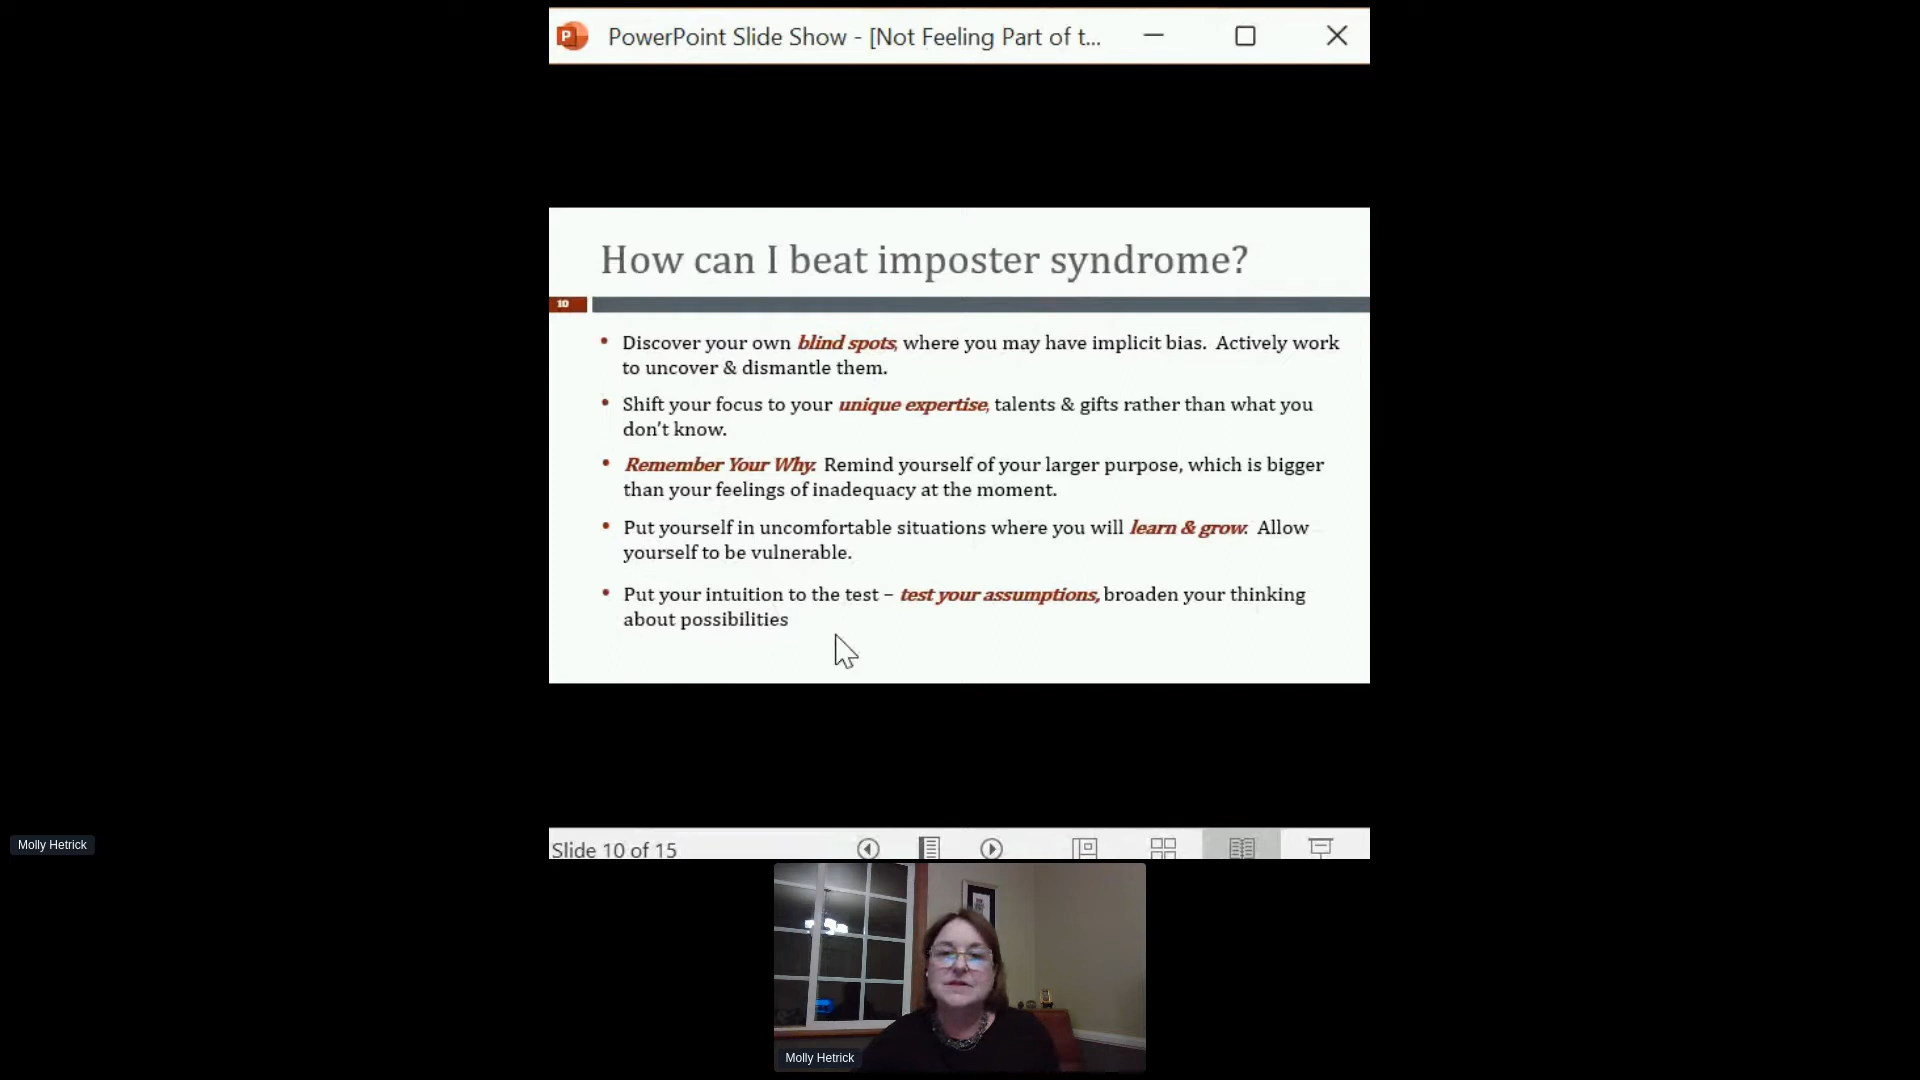 PowerPoint Slide Show - [Not Feeling Part of t...
How can I beat imposter syndrome?
10
• Discover your own blind spots, where you may have implicit bias. Actively work
to uncover & dismantle them.
• Shift your focus to your unique expertise, talents & gifts rather than what you
don't know.
• Remember Your Why. Remind yourself of your larger purpose, which is bigger
than your feelings of inadequacy at the moment.
• Put yourself in uncomfortable situations where you will learn & grow. Allow
yourself to be vulnerable.
• Put your intuition to the test – test your assumptions, broaden your thinking
about possibilities
Slide 10 of 15
Molly Hetrick
Molly Hetrick